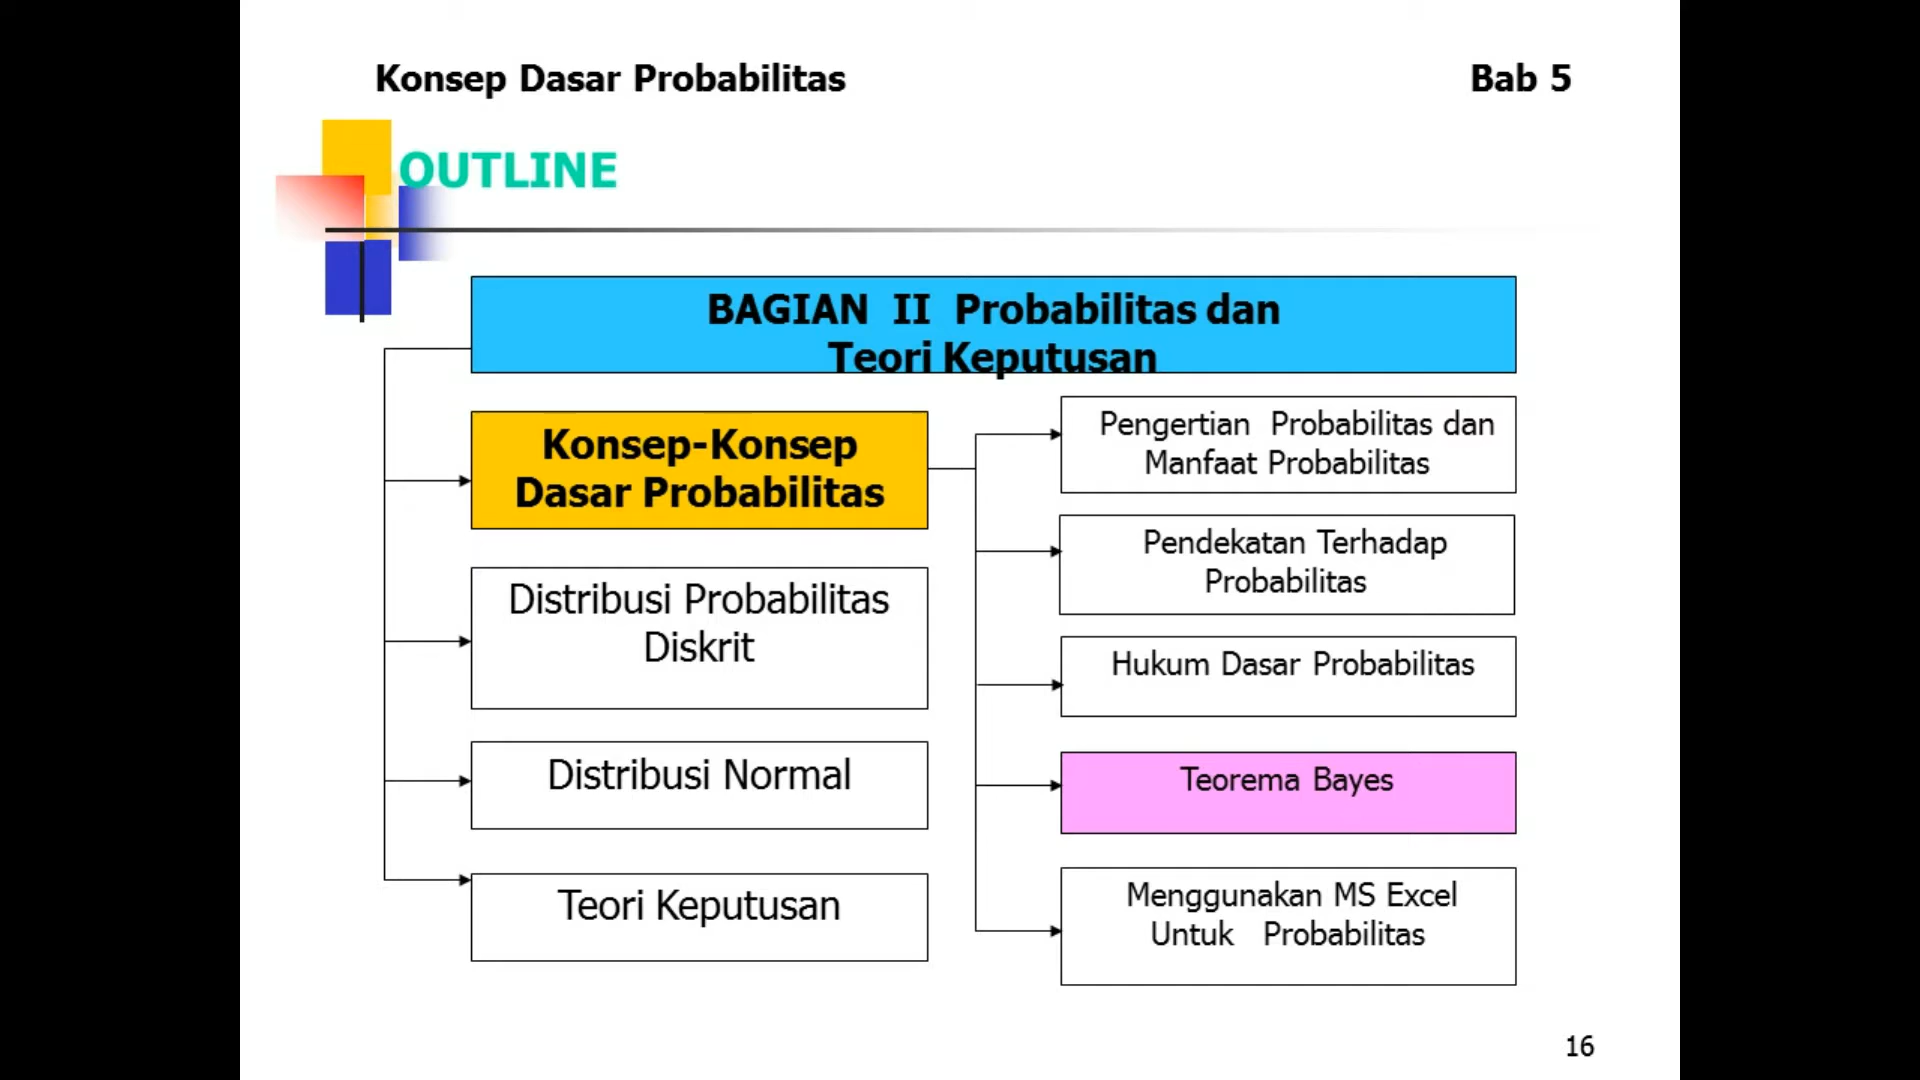 Konsep Dasar Probabilitas
Bab 5
OUTLINE
BAGIAN II Probabilitas dan
Teori Keputusan
Konsep-Konsep
Dasar Probabilitas
Distribusi Probabilitas
Diskrit
Distribusi Normal
Teori Keputusan
Pengertian Probabilitas dan
Manfaat Probabilitas
Pendekatan Terhadap
Probabilitas
Hukum Dasar Probabilitas
Teorema Bayes
Menggunakan MS Excel
Untuk Probabilitas
16